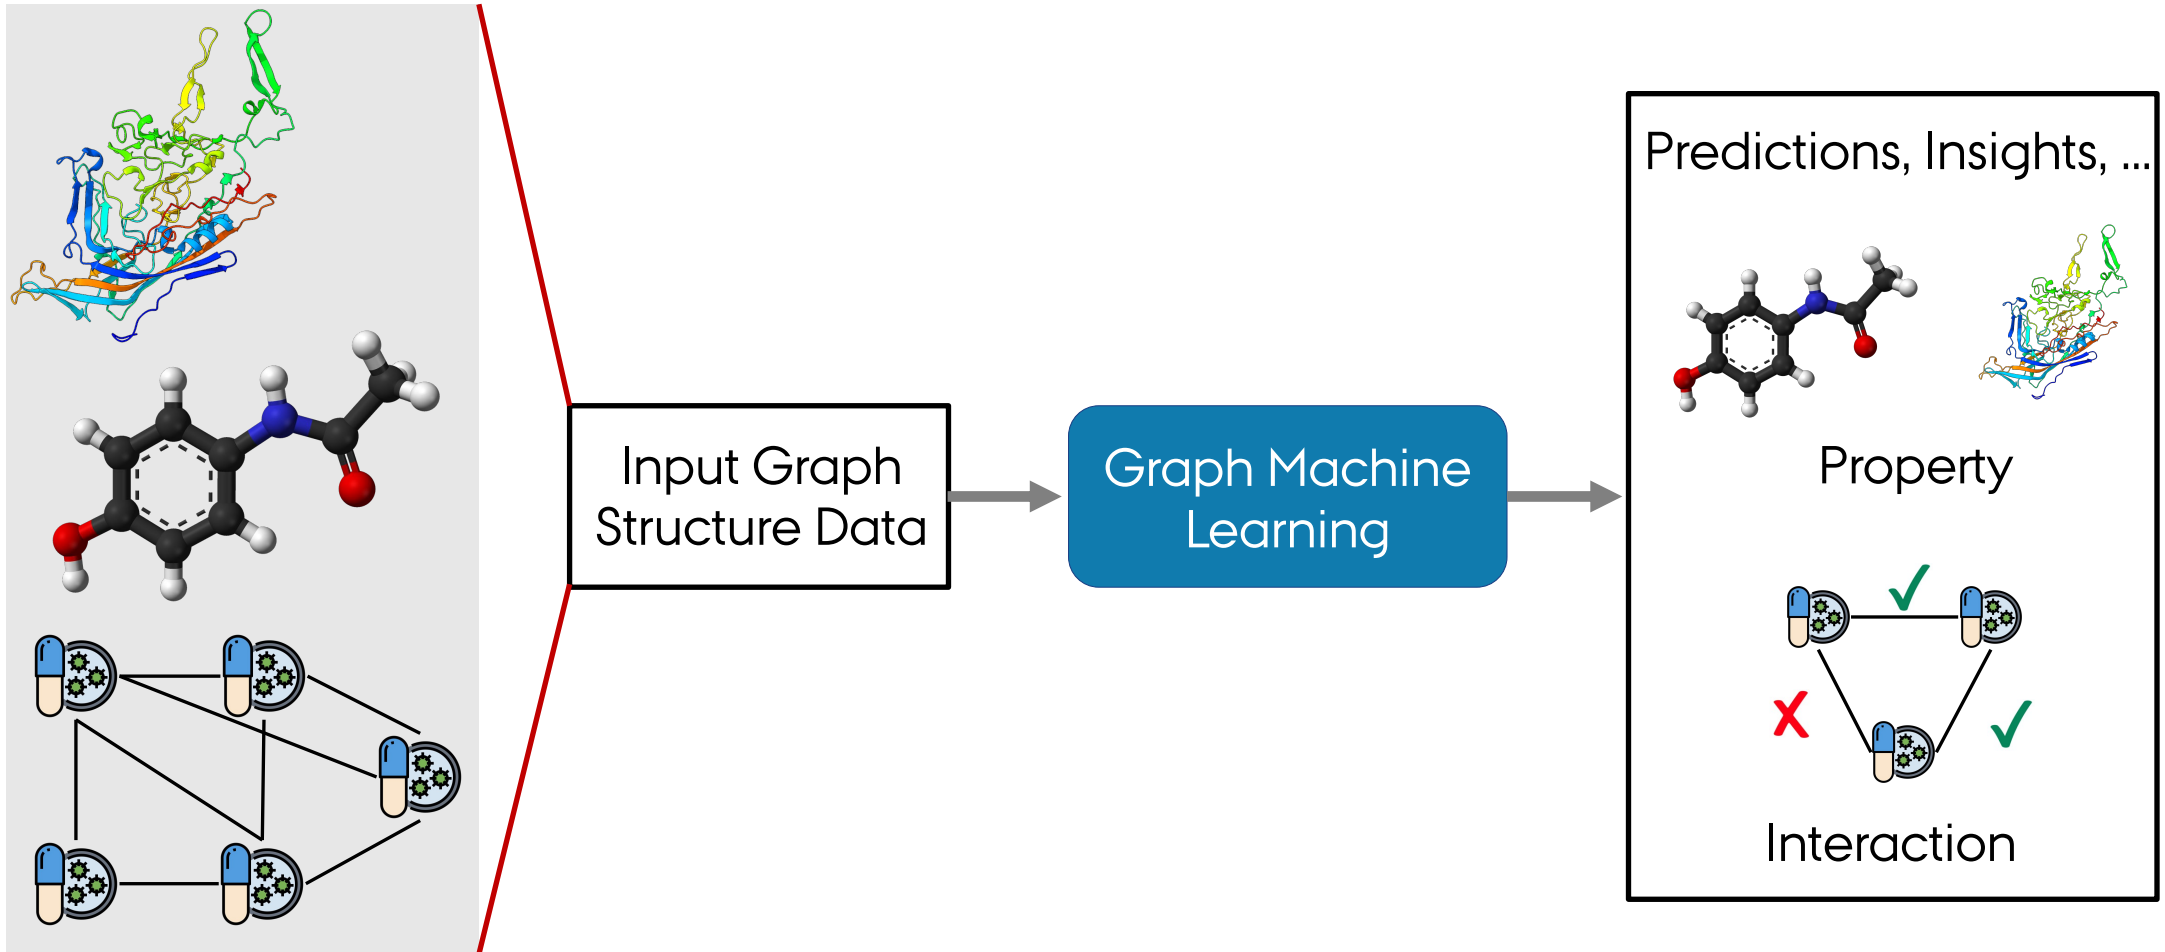 Input Graph
Structure Data
Graph Machine
Learning
Predictions, Insights, ...
Property
Interaction